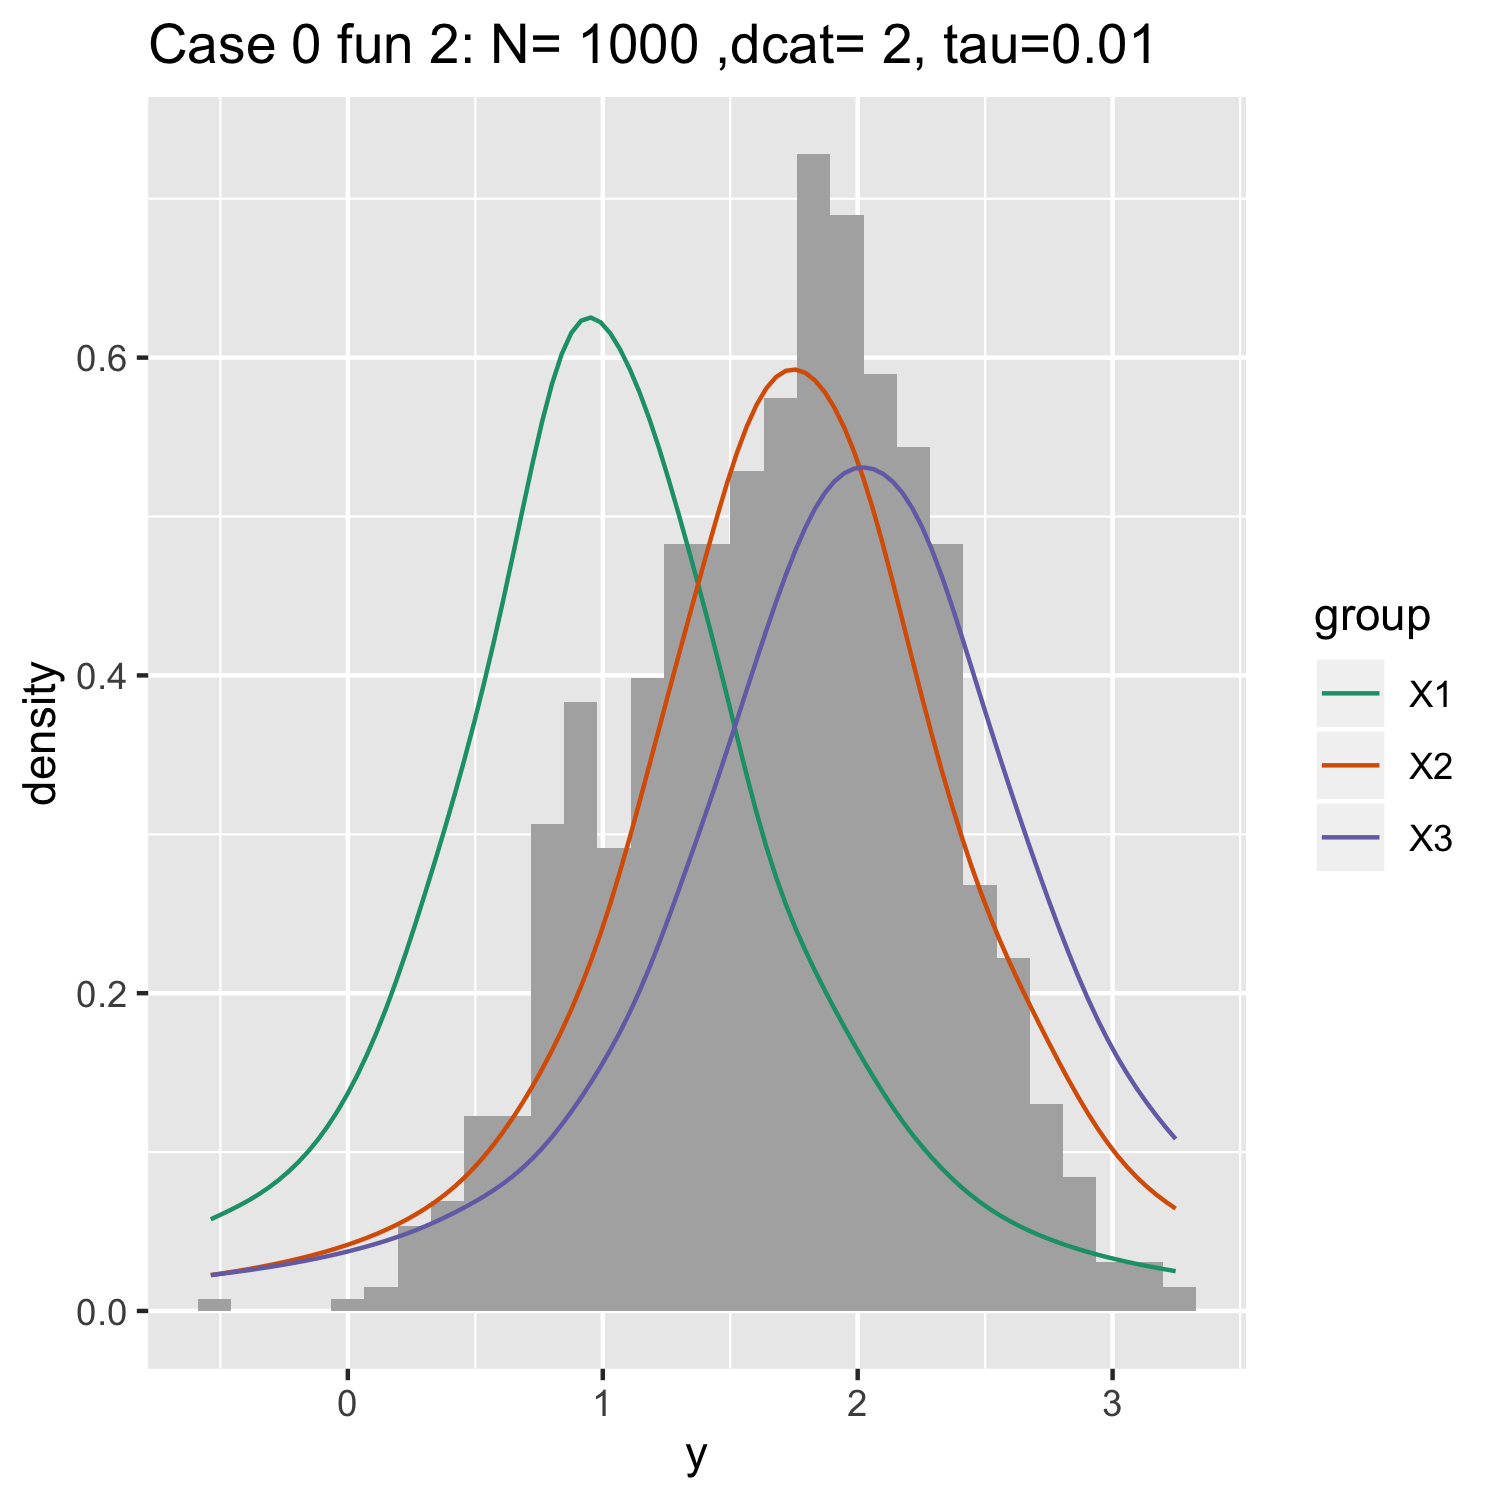 Case 0 fun 2: N= 1000 ,dcat= 2, tau=0.01
0.6
0.4
0.2
0.0
density
0 1 2 3
y
group
X1
X2
X3